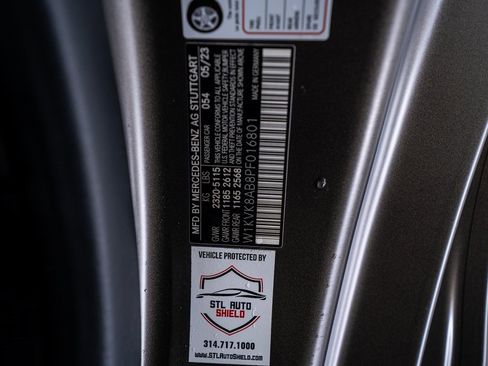 MFD BY MERCEDES-BENZ AG STUTTGART
PASSENGER CAR 054 05/23
KG LBS
GVWR 2320 5115
GAWR FRONT 1185 2612
GAWR REAR 1165 2568
THIS VEHICLE CONFORMS TO ALL APPLICABLE
U.S. FEDERAL MOTOR VEHICLE SAFETY, BUMPER
AND THEFT PREVENTION STANDARDS IN EFFECT
ON THE DATE OF MANUFACTURE SHOWN ABOVE.
MADE IN GERMANY
W1KVK8AB8PF016801
VEHICLE PROTECTED BY
STL AUTO
SHIELD
314.717.1000
WWW.STLAUTOSHIELD.COM